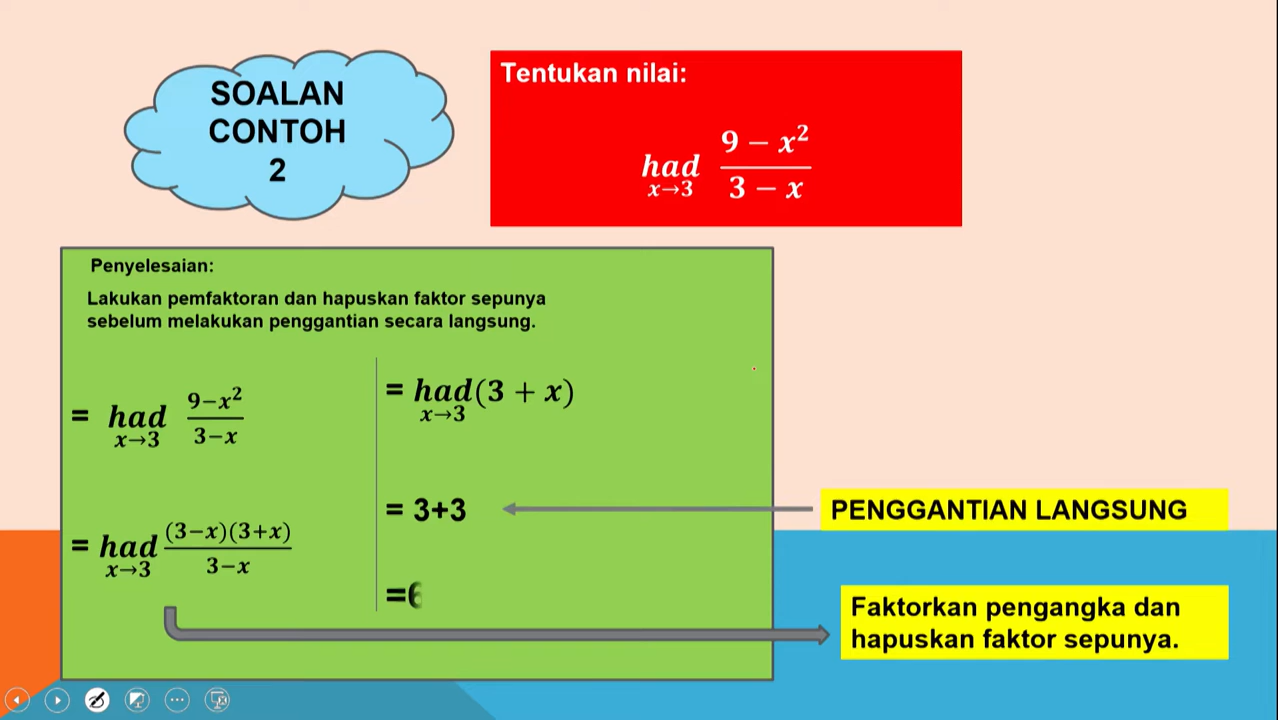 SOALAN
CONTOH
2
Tentukan nilai:
had x→3 (9 − x²)/(3 − x)
Penyelesaian:
Lakukan pemfaktoran dan hapuskan faktor sepunya
sebelum melakukan penggantian secara langsung.
= had x→3 (9−x²)/(3−x)
= had x→3 ((3−x)(3+x))/(3−x)
= had x→3 (3 + x)
= 3+3
=6
PENGGANTIAN LANGSUNG
Faktorkan pengangka dan
hapuskan faktor sepunya.